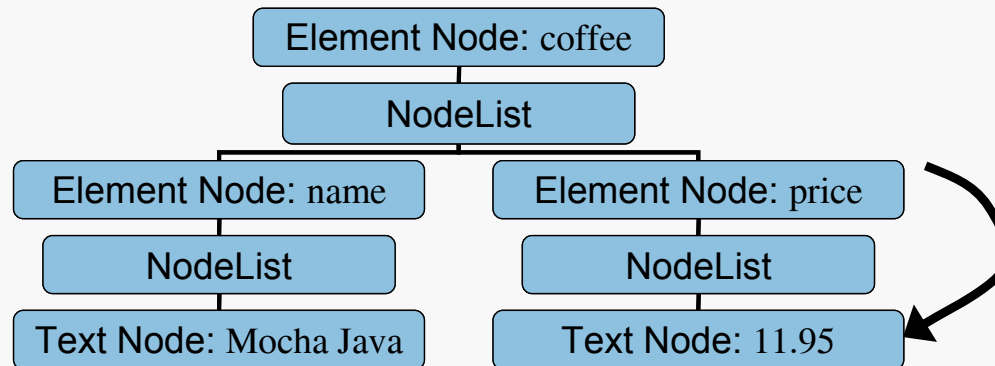 Element Node: coffee
NodeList
Element Node: name
Element Node: price
NodeList
NodeList
Text Node: Mocha Java
Text Node: 11.95